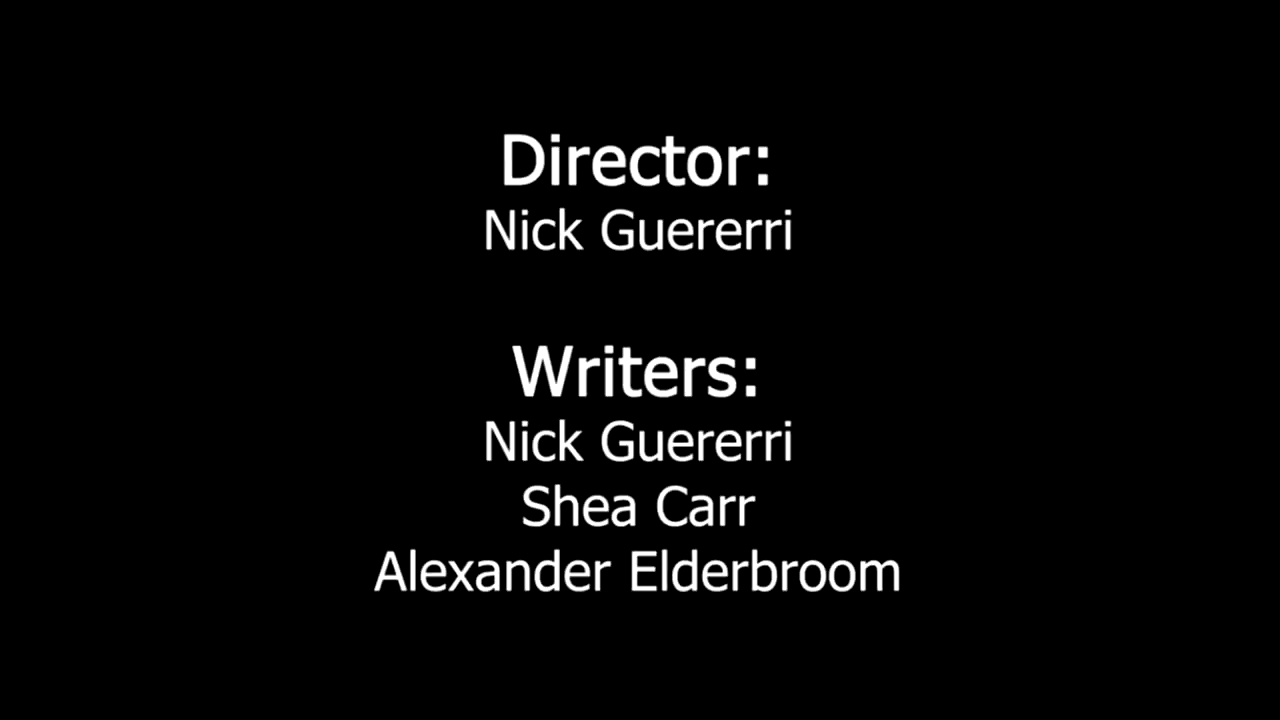 Director:
Nick Guererri
Writers:
Nick Guererri
Shea Carr
Alexander Elderbroom